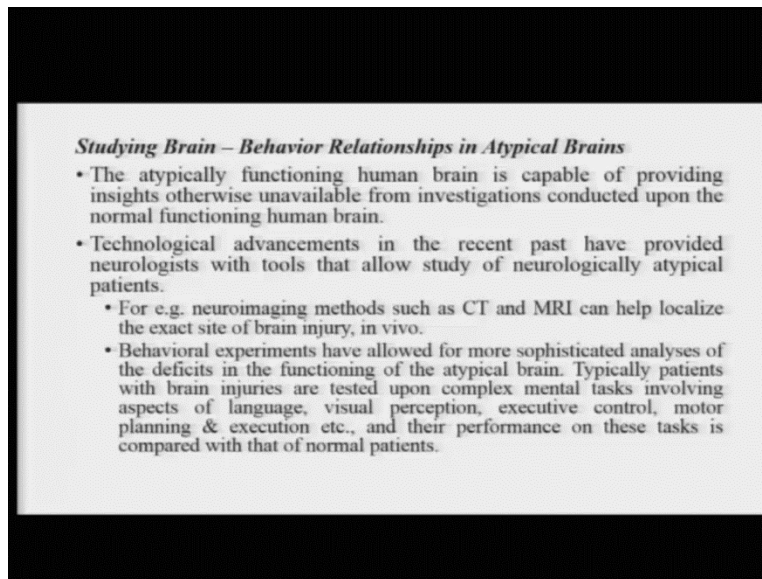 Studying Brain – Behavior Relationships in Atypical Brains
• The atypically functioning human brain is capable of providing
insights otherwise unavailable from investigations conducted upon the
normal functioning human brain.
• Technological advancements in the recent past have provided
neurologists with tools that allow study of neurologically atypical
patients.
• For e.g. neuroimaging methods such as CT and MRI can help localize
the exact site of brain injury, in vivo.
• Behavioral experiments have allowed for more sophisticated analyses of
the deficits in the functioning of the atypical brain. Typically patients
with brain injuries are tested upon complex mental tasks involving
aspects of language, visual perception, executive control, motor
planning & execution etc., and their performance on these tasks is
compared with that of normal patients.